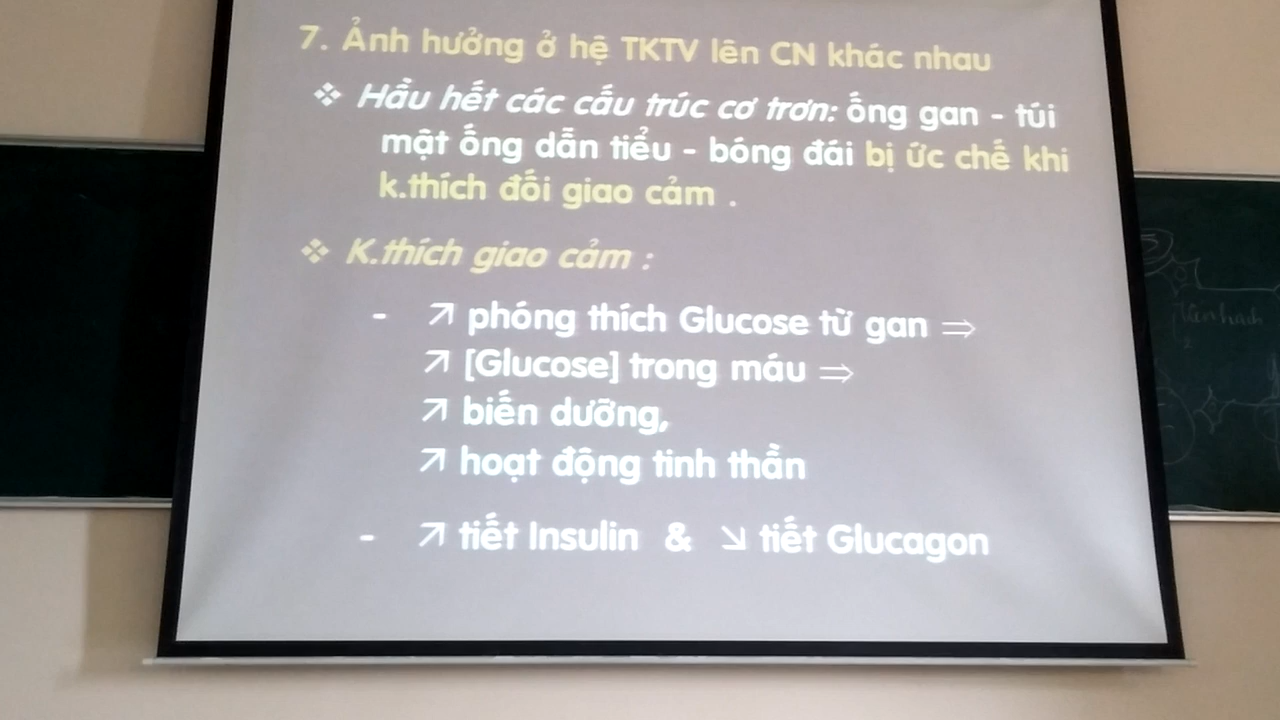 7. Ảnh hưởng ở hệ TKTV lên CN khác nhau
❖ Hầu hết các cấu trúc cơ trơn: ống gan - túi
mật ống dẫn tiểu - bóng đái bị ức chế khi
k.thích đối giao cảm .
❖ K.thích giao cảm :
- ↗ phóng thích Glucose từ gan ⇒
↗ [Glucose] trong máu ⇒
↗ biến dưỡng,
↗ hoạt động tinh thần
- ↗ tiết Insulin & ↘ tiết Glucagon